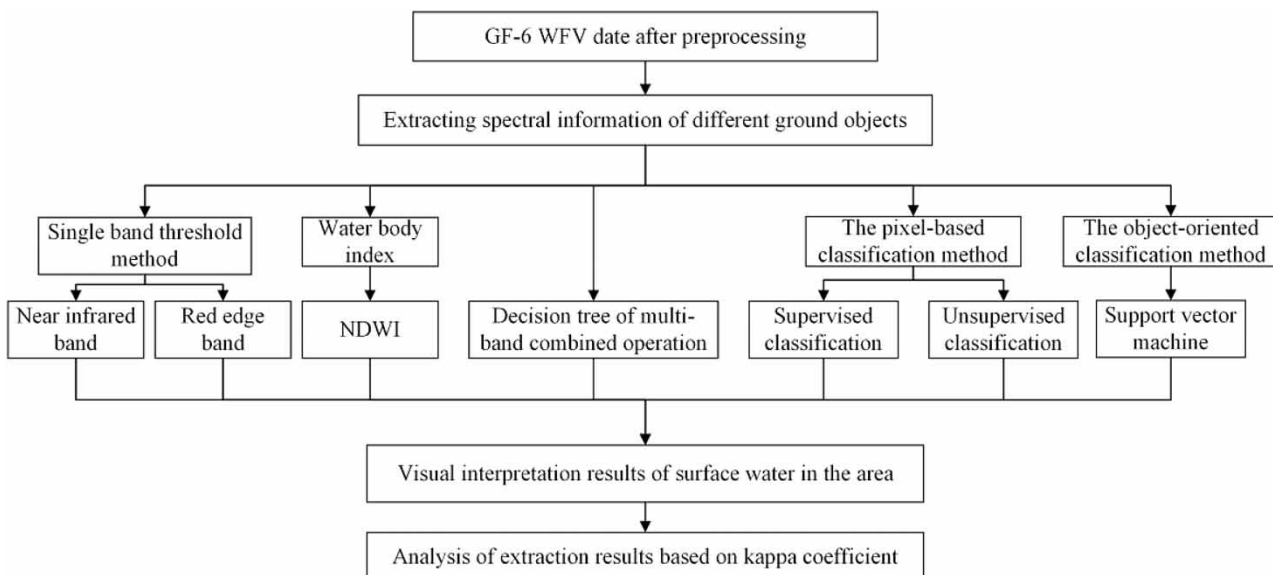 GF-6 WFV date after preprocessing
Extracting spectral information of different ground objects
Single band threshold
method
Water body
index
The pixel-based
classification method
The object-oriented
classification method
Near infrared
band
Red edge
band
NDWI
Decision tree of multi-
band combined operation
Supervised
classification
Unsupervised
classification
Support vector
machine
Visual interpretation results of surface water in the area
Analysis of extraction results based on kappa coefficient